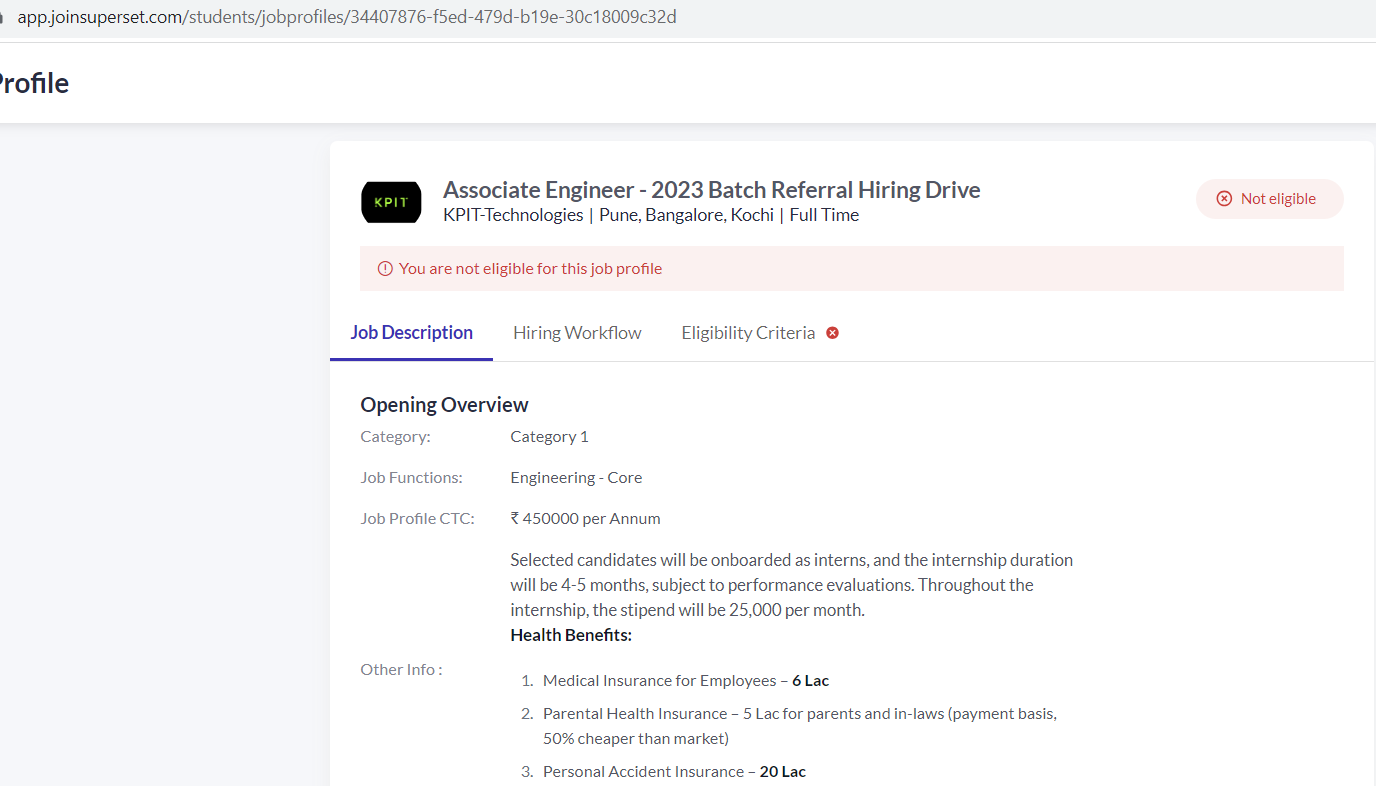 app.joinsuperset.com/students/jobprofiles/34407876-f5ed-479d-b19e-30c18009c32d
Profile
KPIT
Associate Engineer - 2023 Batch Referral Hiring Drive
KPIT-Technologies | Pune, Bangalore, Kochi | Full Time
Not eligible
You are not eligible for this job profile
Job Description Hiring Workflow Eligibility Criteria
Opening Overview
Category: Category 1
Job Functions: Engineering - Core
Job Profile CTC: ₹ 450000 per Annum
Selected candidates will be onboarded as interns, and the internship duration
will be 4-5 months, subject to performance evaluations. Throughout the
internship, the stipend will be 25,000 per month.
Health Benefits:
Other Info :
1. Medical Insurance for Employees – 6 Lac
2. Parental Health Insurance – 5 Lac for parents and in-laws (payment basis,
50% cheaper than market)
3. Personal Accident Insurance – 20 Lac